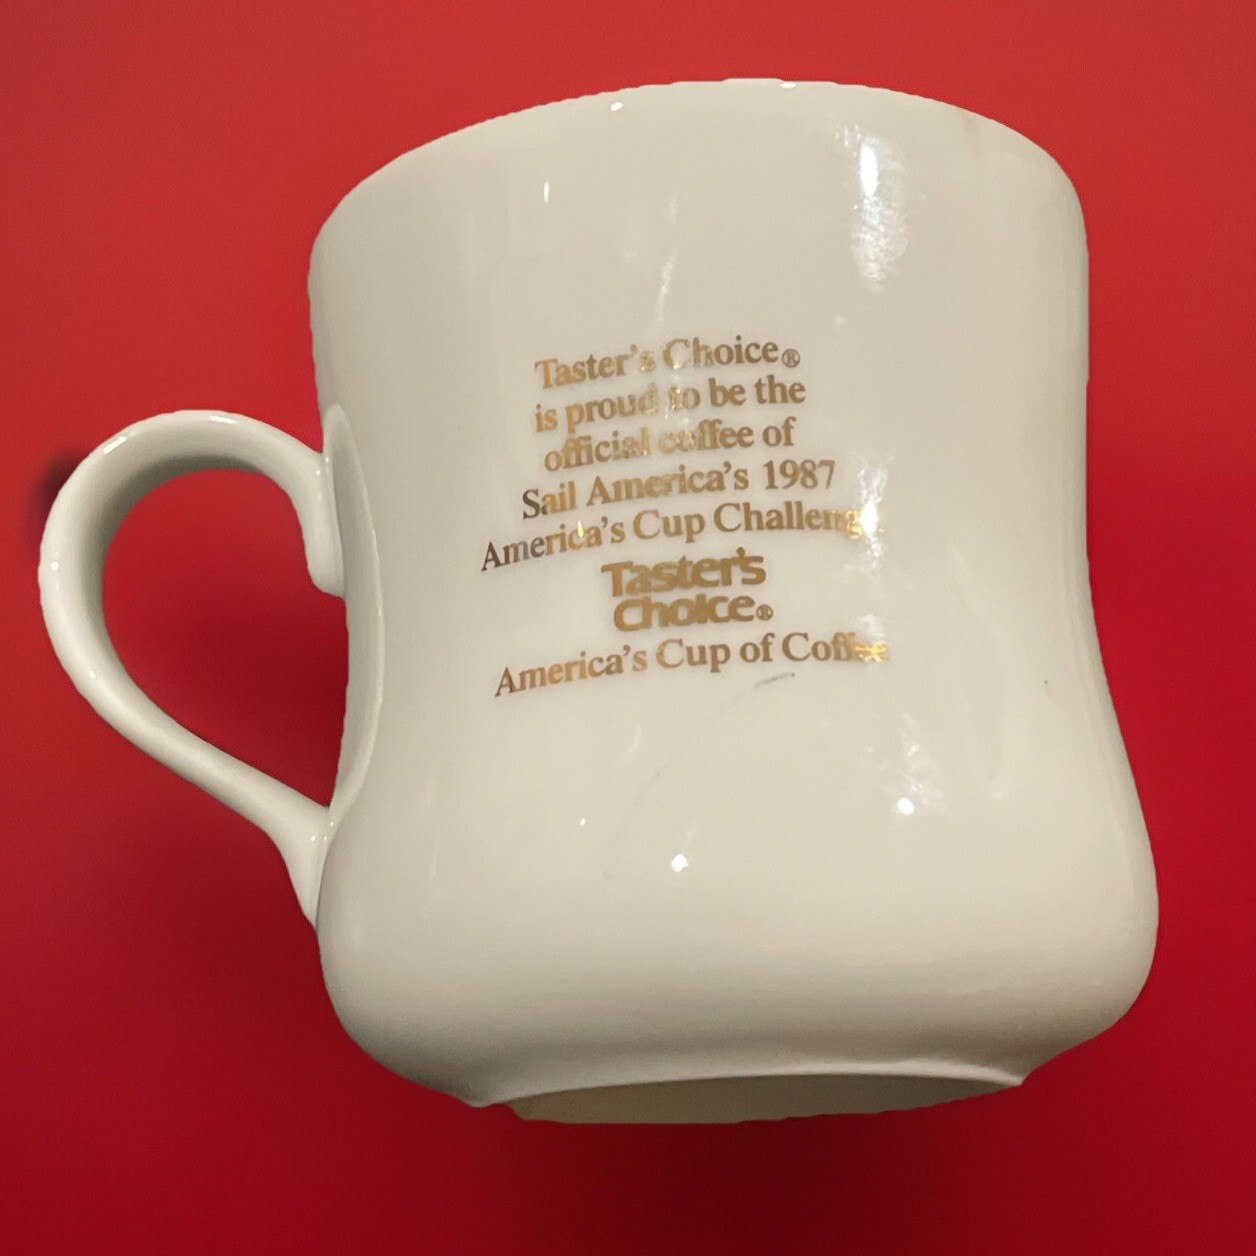 Taster's Choice®
is proud to be the
official coffee of
Sail America's 1987
America's Cup Challenge.
Taster's
Choice®
America's Cup of Coffee